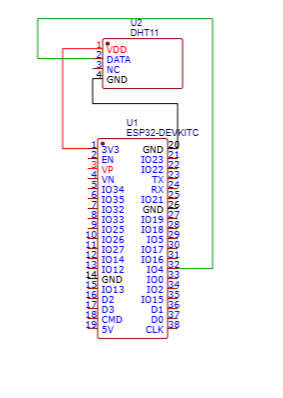 U2
DHT11
1 VDD
2 DATA
3 NC
4 GND
U1
ESP32-DEVKITC
1 3V3 GND 20
2 EN IO23 21
3 VP IO22 22
4 VN TX 23
5 IO34 RX 24
6 IO35 IO21 25
7 IO32 GND 26
8 IO33 IO19 27
9 IO25 IO18 28
10 IO26 IO5 29
11 IO27 IO17 30
12 IO14 IO16 31
13 IO12 IO4 32
14 GND IO0 33
15 IO13 IO2 34
16 D2 IO15 35
17 D3 D1 36
18 CMD D0 37
19 5V CLK 38